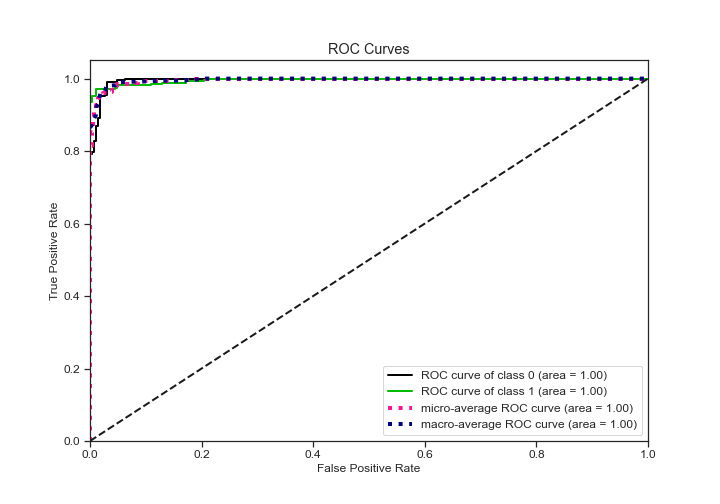 ROC Curves
1.0
0.8
0.6
0.4
0.2
0.0
True Positive Rate
0.0 0.2 0.4 0.6 0.8 1.0
False Positive Rate
ROC curve of class 0 (area = 1.00)
ROC curve of class 1 (area = 1.00)
micro-average ROC curve (area = 1.00)
macro-average ROC curve (area = 1.00)